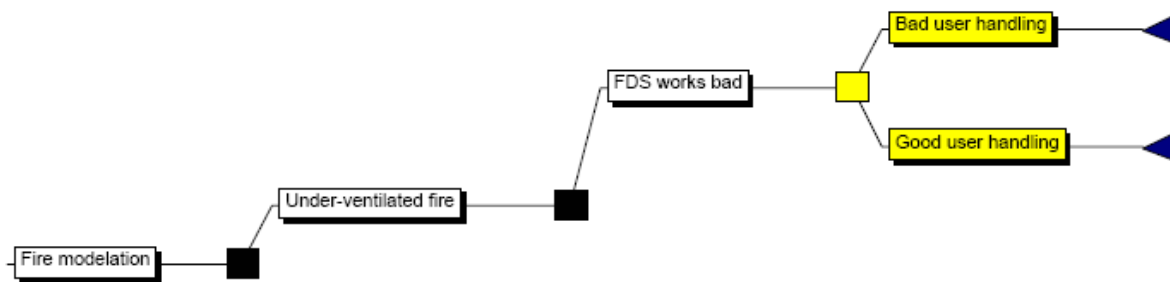 Bad user handling
FDS works bad
Good user handling
Under-ventilated fire
Fire modelation